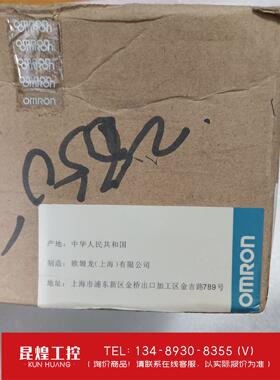 OMRON
OMRON
OMRON
OMRON
OMRON
产地: 中华人民共和国
制造: 欧姆龙(上海)有限公司
地址: 上海市浦东新区金桥出口加工区金吉路789号
OMRON
昆煌工控
KUN HUANG
TEL: 134-8930-8355 (V)
(询价商品) 请联系在线客服, 以实际报价为准